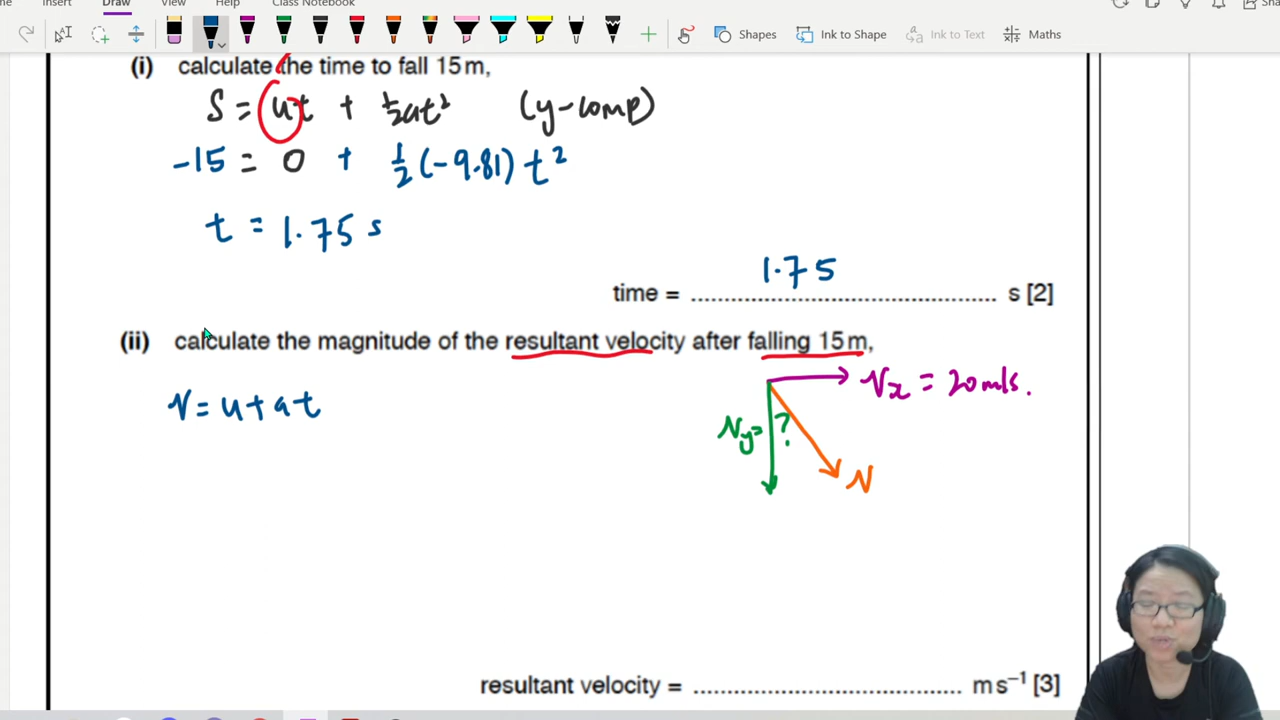 Insert Draw View Help Class Notebook
Shapes Ink to Shape Ink to Text Maths
(i) calculate the time to fall 15 m,
S = ut + ½at² (y-comp)
-15 = 0 + ½(-9.81)t²
t = 1.75 s
1.75
time = ........................................ s [2]
(ii) calculate the magnitude of the resultant velocity after falling 15 m,
v = u + at
vx = 20 m/s.
vy = ?
v
resultant velocity = ........................................ m s⁻¹ [3]